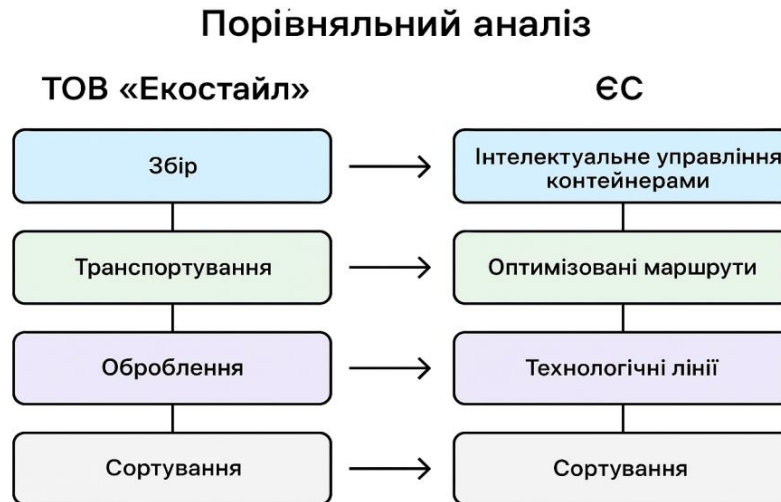 Порівняльний аналіз
ТОВ «Екостайл»
ЄС
Збір
Інтелектуальне управління
контейнерами
Транспортування
Оптимізовані маршрути
Оброблення
Технологічні лінії
Сортування
Сортування